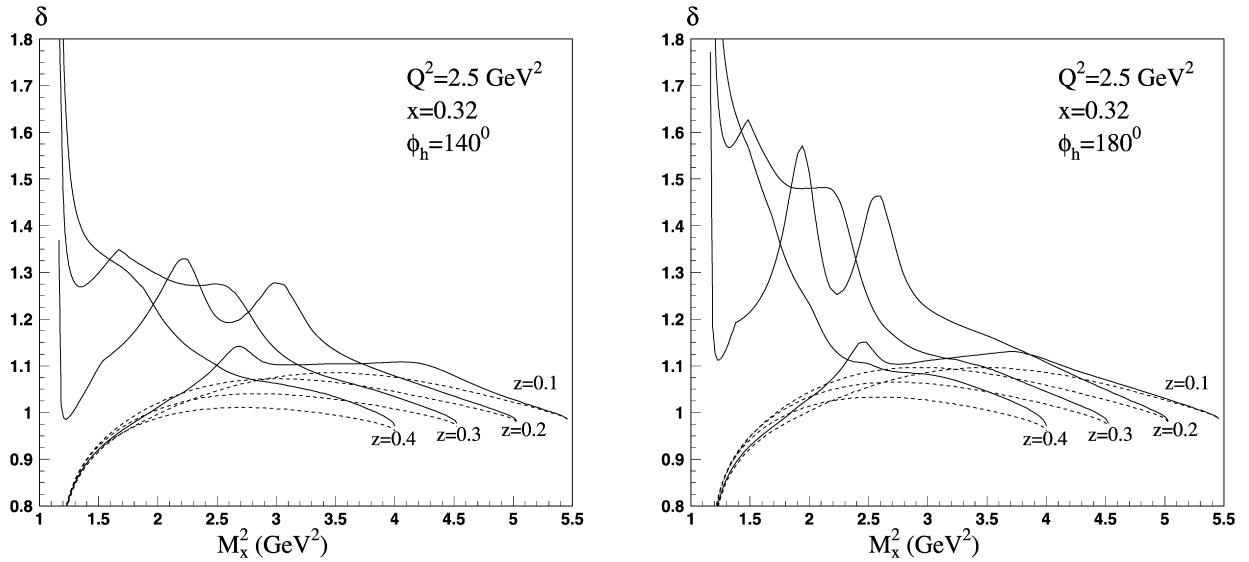 δ
1.8
1.7
1.6
1.5
1.4
1.3
1.2
1.1
1
0.9
0.8
Q²=2.5 GeV²
x=0.32
ϕₕ=140⁰
z=0.1
z=0.2
z=0.3
z=0.4
1 1.5 2 2.5 3 3.5 4 4.5 5 5.5
Mₓ² (GeV²)
δ
1.8
1.7
1.6
1.5
1.4
1.3
1.2
1.1
1
0.9
0.8
Q²=2.5 GeV²
x=0.32
ϕₕ=180⁰
z=0.1
z=0.2
z=0.3
z=0.4
1 1.5 2 2.5 3 3.5 4 4.5 5 5.5
Mₓ² (GeV²)